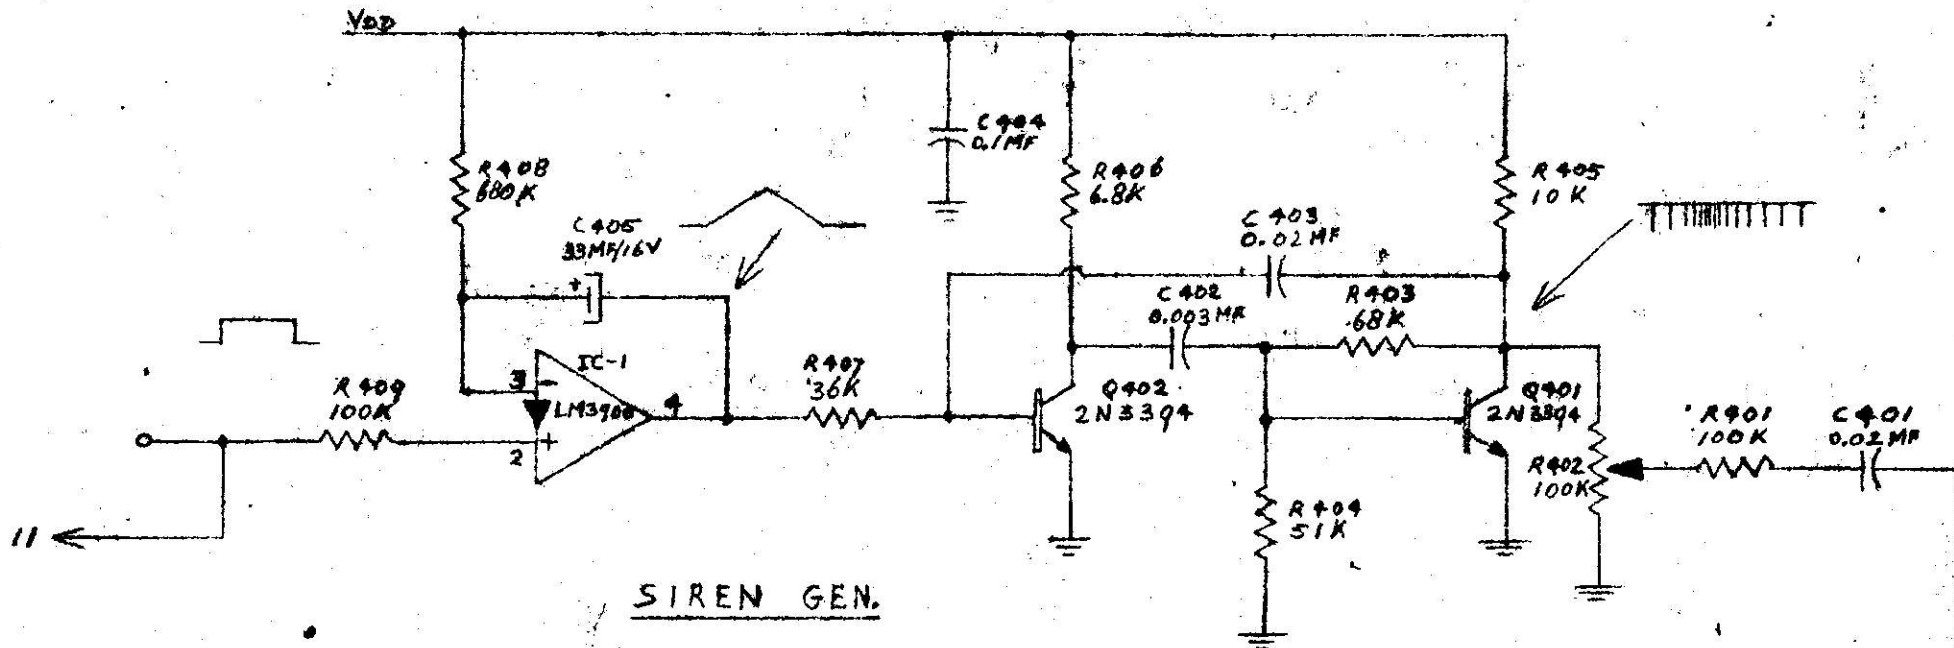 VDD
C404
0.1MF
R408
680K
R406
6.8K
R405
10K
C405
33MF/16V
C403
0.02MF
C402
0.003MF
R403
68K
IC-1
3
-
LM3900
4
R407
36K
R409
100K
+
2
Q402
2N3394
Q401
2N3394
R401
100K
C401
0.02MF
R402
100K
R404
51K
11
SIREN GEN.